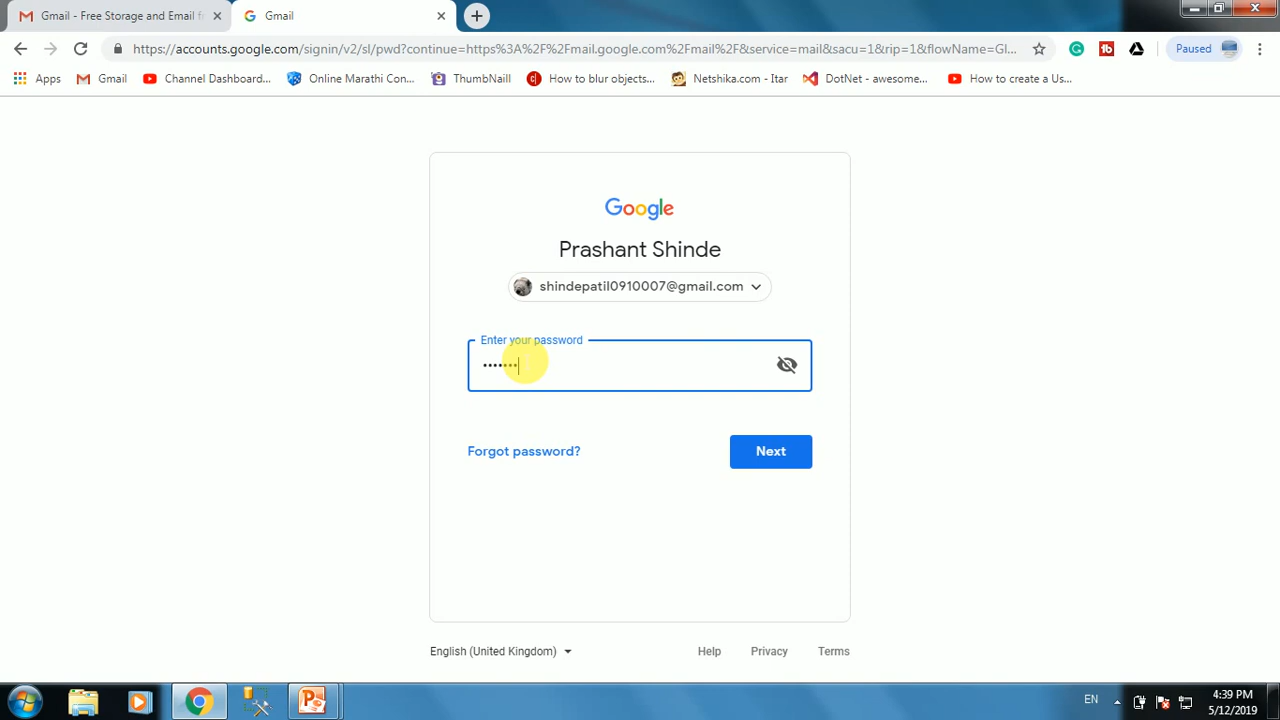 Gmail - Free Storage and Email f
Gmail
https://accounts.google.com/signin/v2/sl/pwd?continue=https%3A%2F%2Fmail.google.com%2Fmail%2F&service=mail&sacu=1&rip=1&flowName=Gl...
Paused
Apps
Gmail
Channel Dashboard...
Online Marathi Con...
ThumbNaill
How to blur objects...
Netsrika.com - Itar
DotNet - awesome...
How to create a Us...
Google
Prashant Shinde
shindepatil0910007@gmail.com
Enter your password
•••••••
Forgot password?
Next
English (United Kingdom)
Help
Privacy
Terms
EN
4:39 PM
5/12/2019